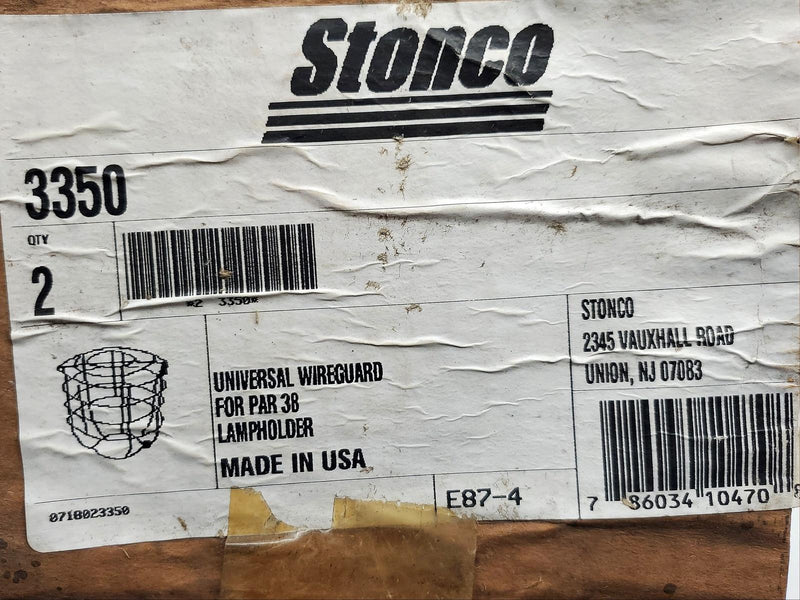 Stonco
3350
QTY
2
*2 3350*
STONCO
2345 VAUXHALL ROAD
UNION, NJ 07083
UNIVERSAL WIREGUARD
FOR PAR 38
LAMPHOLDER
MADE IN USA
E87-4
0718023350
7 86034 10470 8